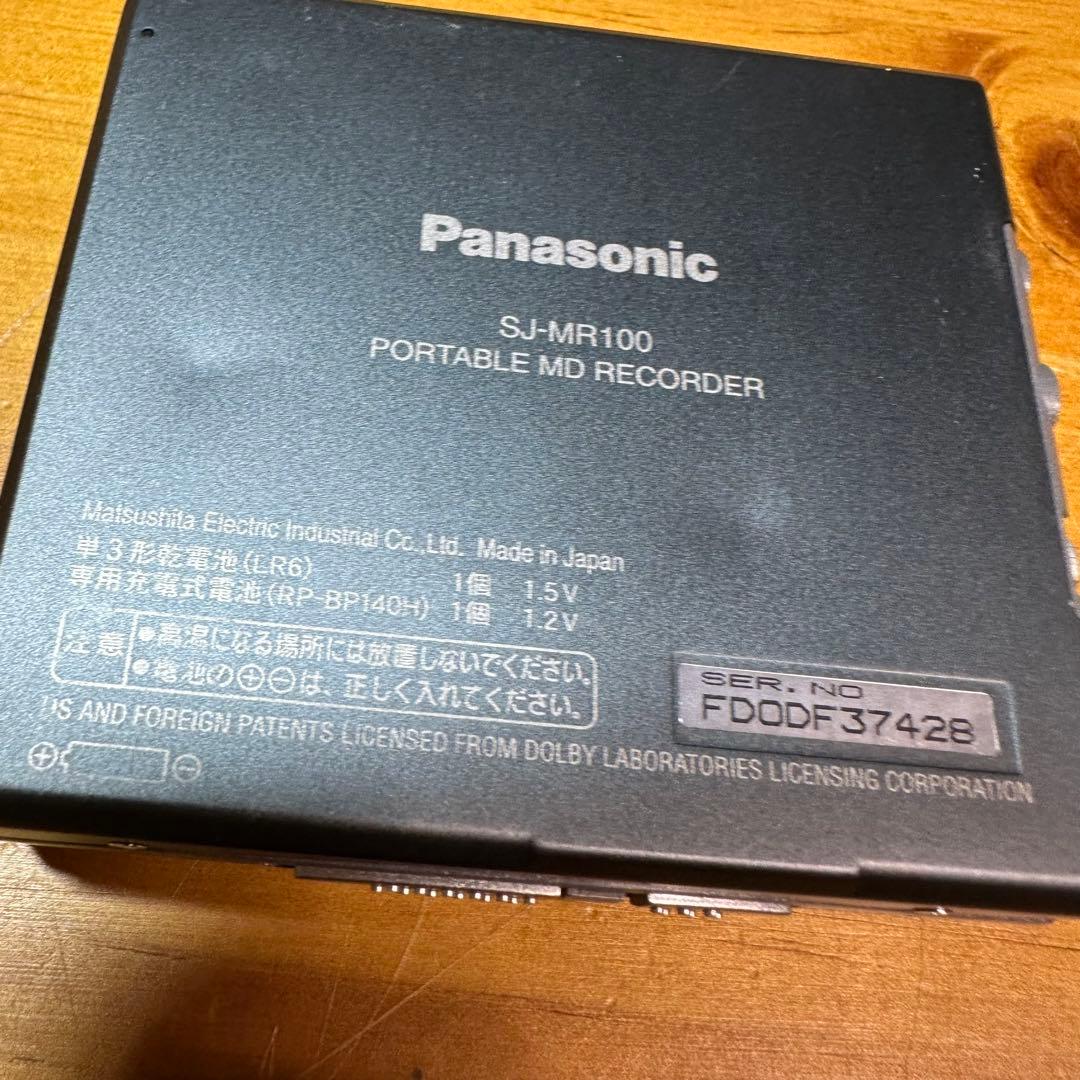 Panasonic
SJ-MR100
PORTABLE MD RECORDER
Matsushita Electric Industrial Co.,Ltd. Made in Japan
単3形乾電池(LR6) 1個 1.5V
専用充電式電池(RP-BP140H) 1個 1.2V
注意
●高温になる場所には放置しないでください。
●電池の⊕⊖は、正しく入れてください。
SER. NO
FD0DF37428
US AND FOREIGN PATENTS LICENSED FROM DOLBY LABORATORIES LICENSING CORPORATION
⊕ ⊖